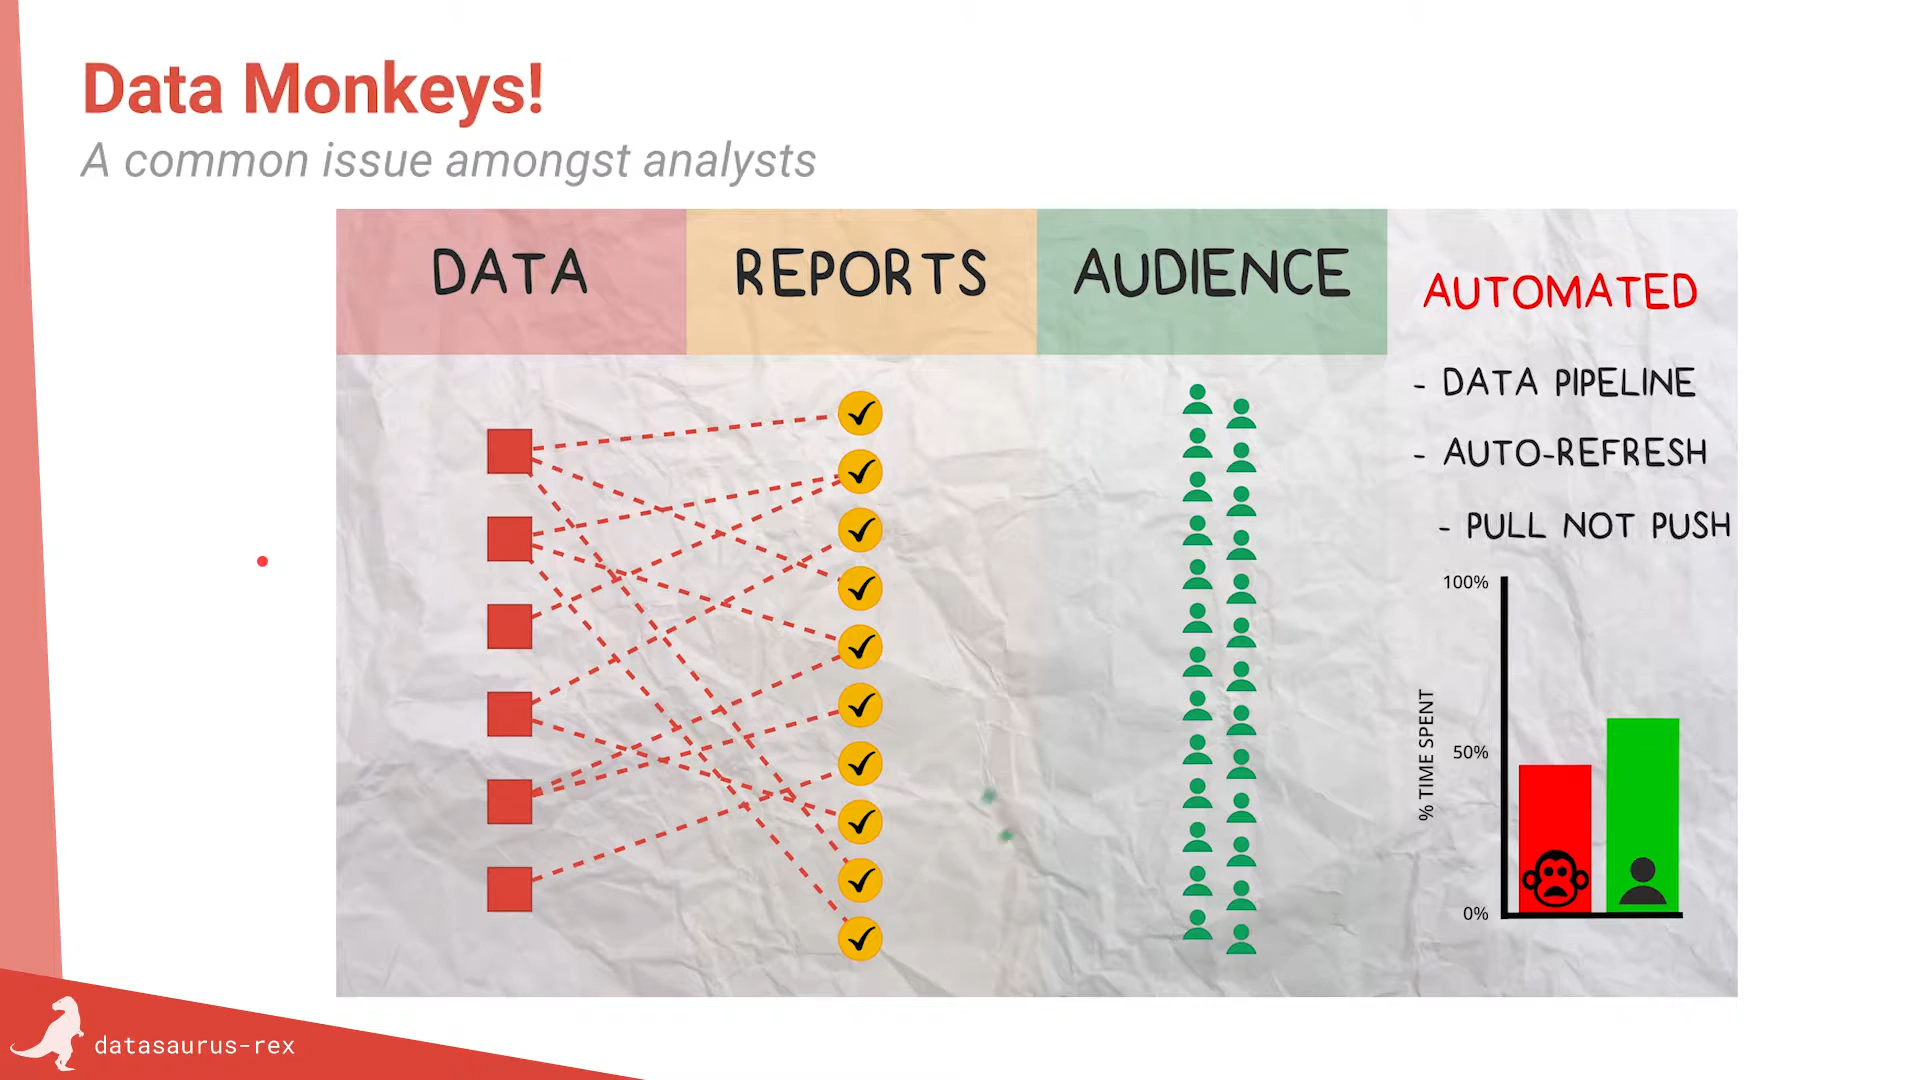 Data Monkeys!
A common issue amongst analysts
DATA
REPORTS
AUDIENCE
AUTOMATED
- DATA PIPELINE
- AUTO-REFRESH
- PULL NOT PUSH
100%
50%
0%
% TIME SPENT
datasaurus-rex